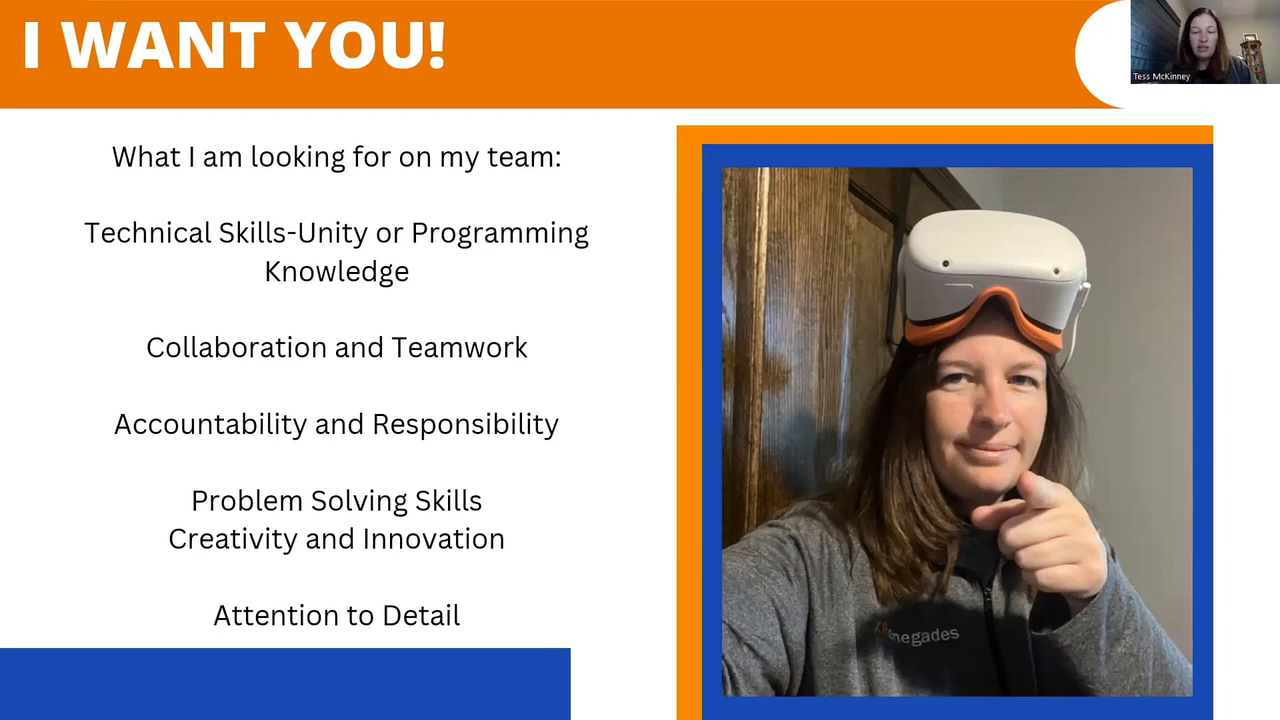 I WANT YOU!
Tess McKinney
What I am looking for on my team:
Technical Skills-Unity or Programming
Knowledge
Collaboration and Teamwork
Accountability and Responsibility
Problem Solving Skills
Creativity and Innovation
Attention to Detail